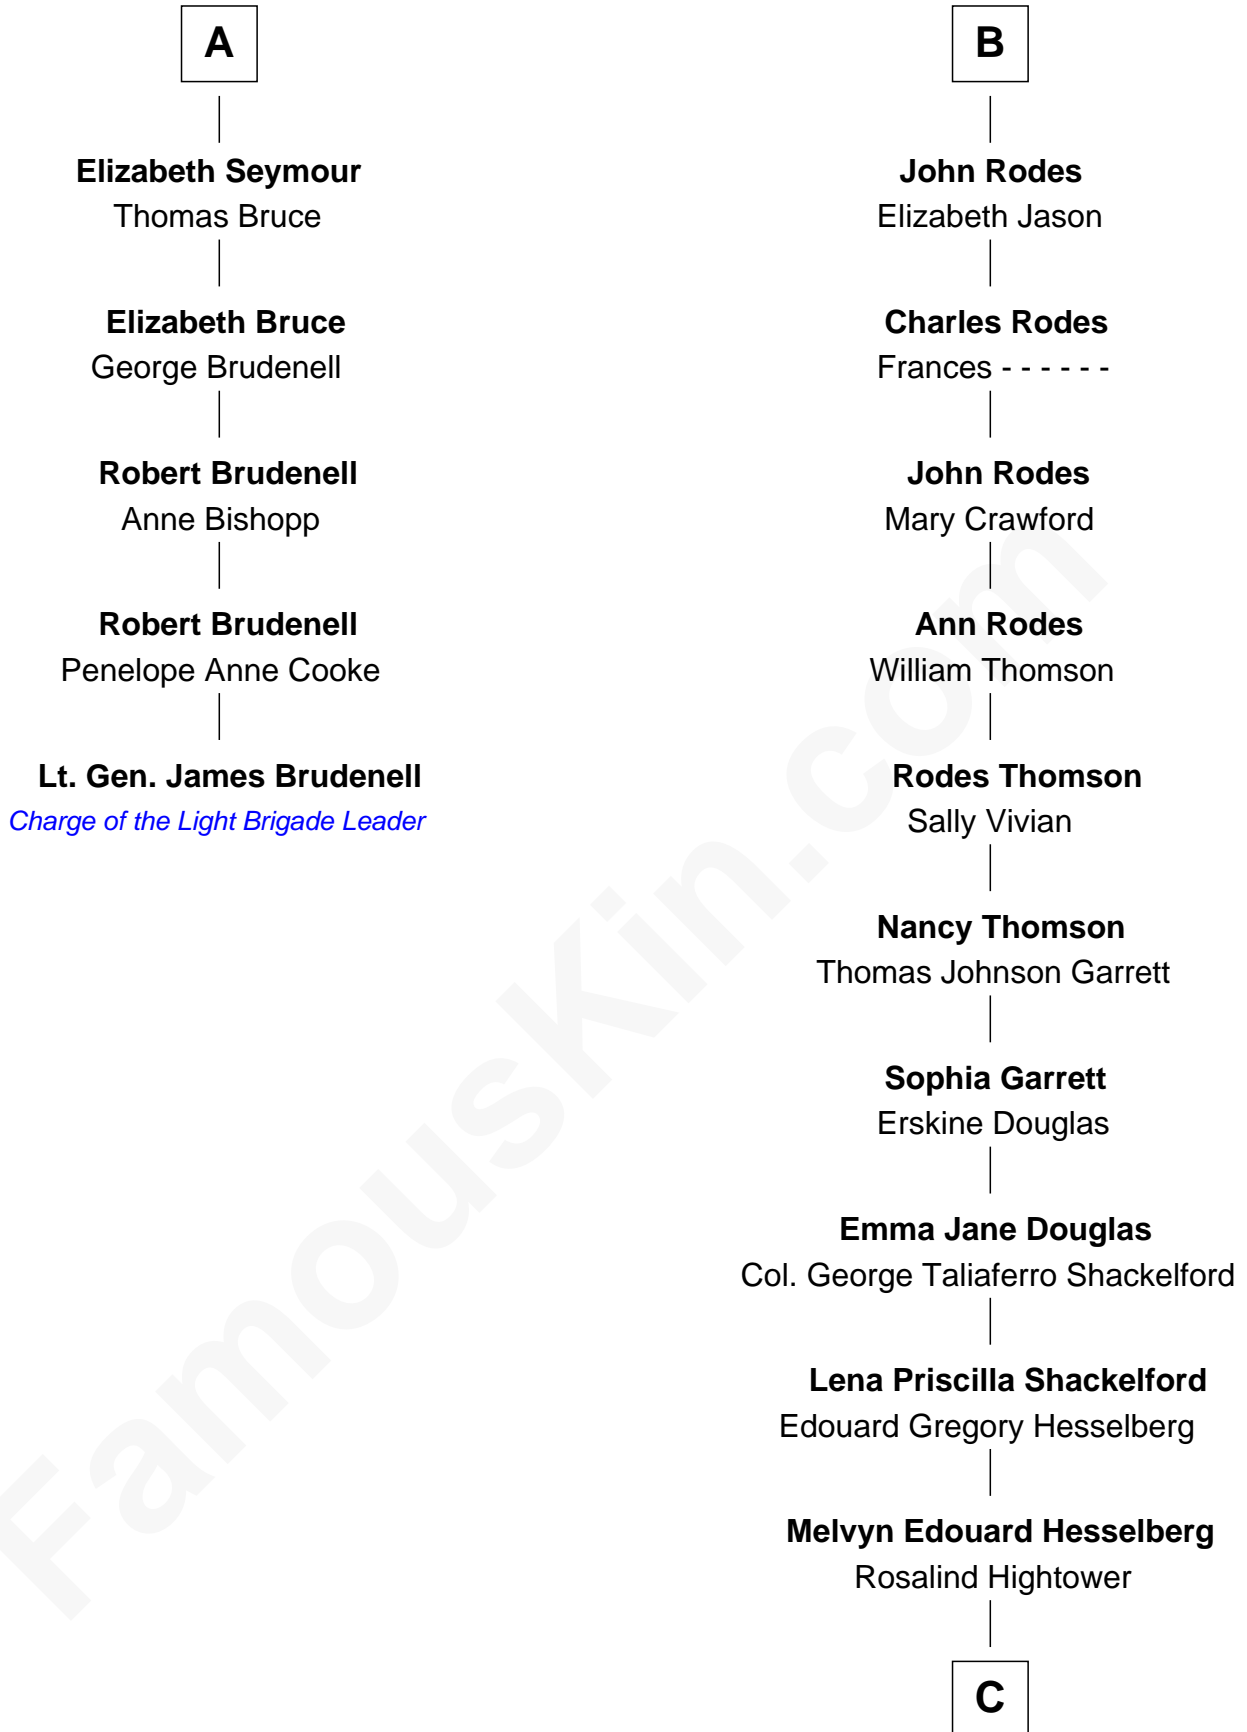 A
Elizabeth Seymour
Thomas Bruce
Elizabeth Bruce
George Brudenell
Robert Brudenell
Anne Bishopp
Robert Brudenell
Penelope Anne Cooke
Lt. Gen. James Brudenell
Charge of the Light Brigade Leader
B
John Rodes
Elizabeth Jason
Charles Rodes
Frances - - - - - -
John Rodes
Mary Crawford
Ann Rodes
William Thomson
Rodes Thomson
Sally Vivian
Nancy Thomson
Thomas Johnson Garrett
Sophia Garrett
Erskine Douglas
Emma Jane Douglas
Col. George Taliaferro Shackelford
Lena Priscilla Shackelford
Edouard Gregory Hesselberg
Melvyn Edouard Hesselberg
Rosalind Hightower
C
FamousKin.com